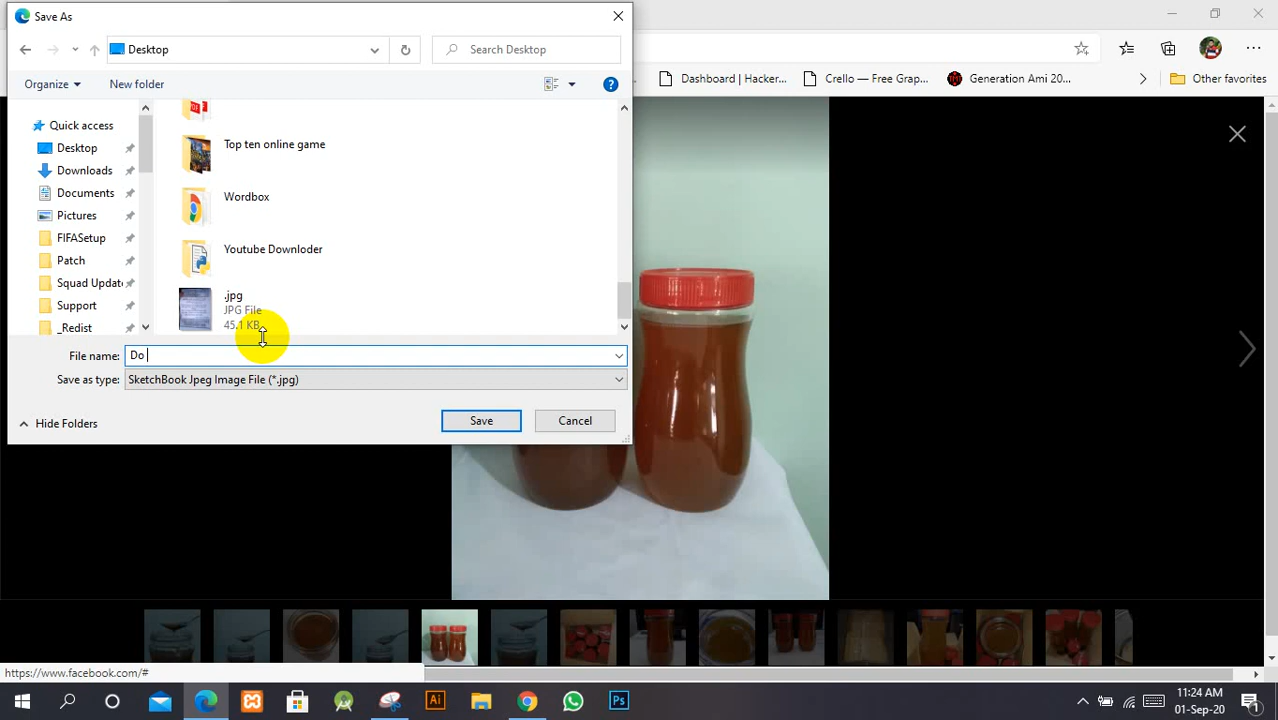 Save As
Desktop
Search Desktop
Organize
New folder
Dashboard | Hacker...
Crello — Free Grap...
Generation Ami 20...
Other favorites
Quick access
Desktop
Downloads
Documents
Pictures
FIFASetup
Patch
Squad Updat
Support
_Redist
Top ten online game
Wordbox
Youtube Downloder
.jpg
JPG File
45.1 KB
File name:
Do
Save as type:
SketchBook Jpeg Image File (*.jpg)
Hide Folders
Save
Cancel
https://www.facebook.com/#
Ai
Ps
11:24 AM
01-Sep-20
1